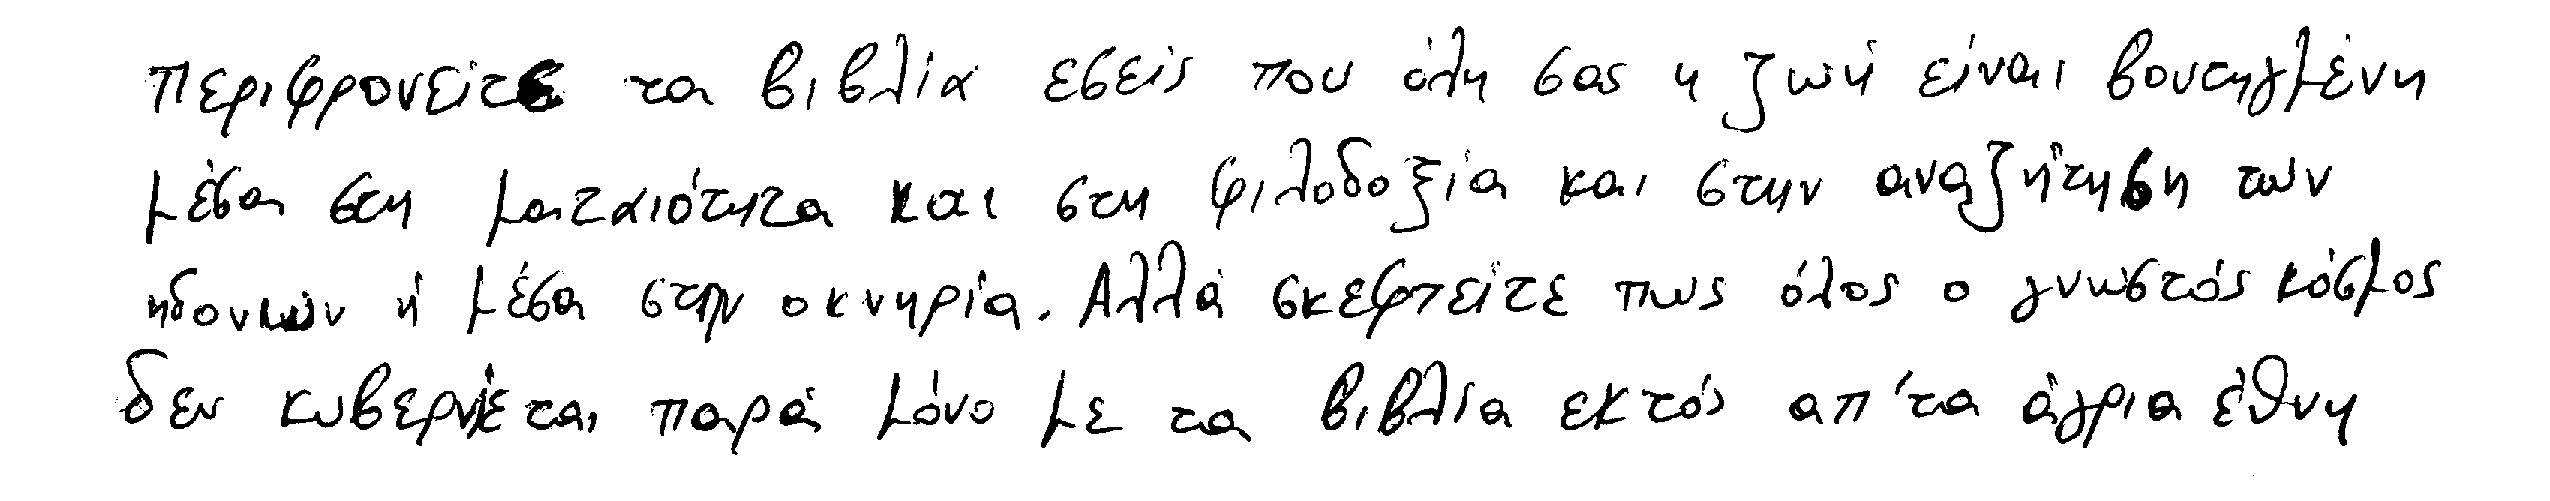 περιφρονείτε τα βιβλία εσείς που όλη σας η ζωή είναι βουτηγμένη
μέσα στη ματαιότητα και στη φιλοδοξία και στην αναζήτηση των
ηδονών ή μέσα στην οκνηρία. Αλλά σκεφτείτε πως όλος ο γνωστός κόσμος
δεν κυβερνιέται παρά μόνο με τα βιβλία εκτός απ'τα άγρια έθνη